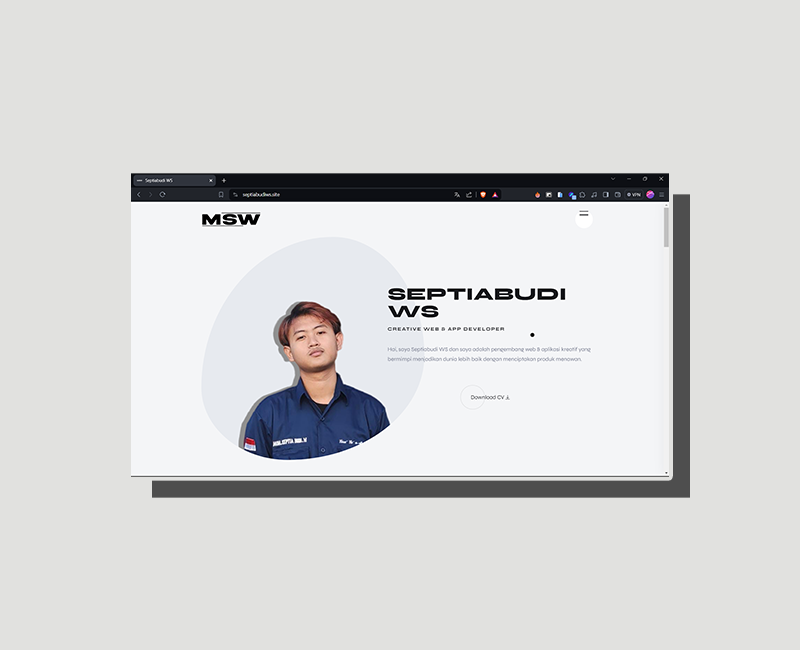 Septiabudi WS
septiabudiws.site
VPN
MSW
SEPTIABUDI
WS
CREATIVE WEB & APP DEVELOPER
Hai, saya Septiabudi WS dan saya adalah pengembang web & aplikasi kreatif yang
bermimpi menjadikan dunia lebih baik dengan menciptakan produk menawan.
Download CV